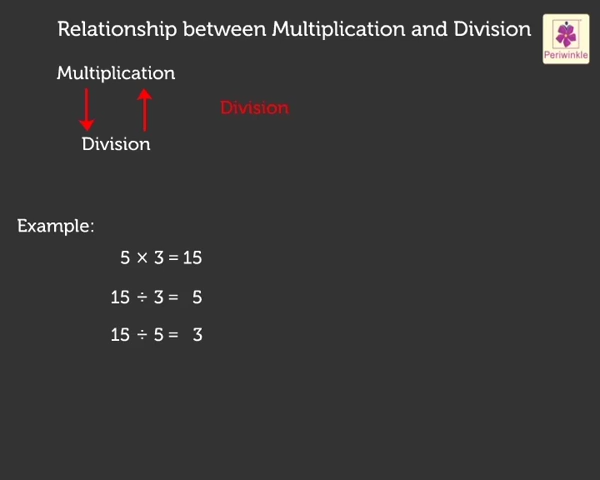 Relationship between Multiplication and Division
Periwinkle
Multiplication
Division
Division
Example:
5 × 3 = 15
15 ÷ 3 = 5
15 ÷ 5 = 3